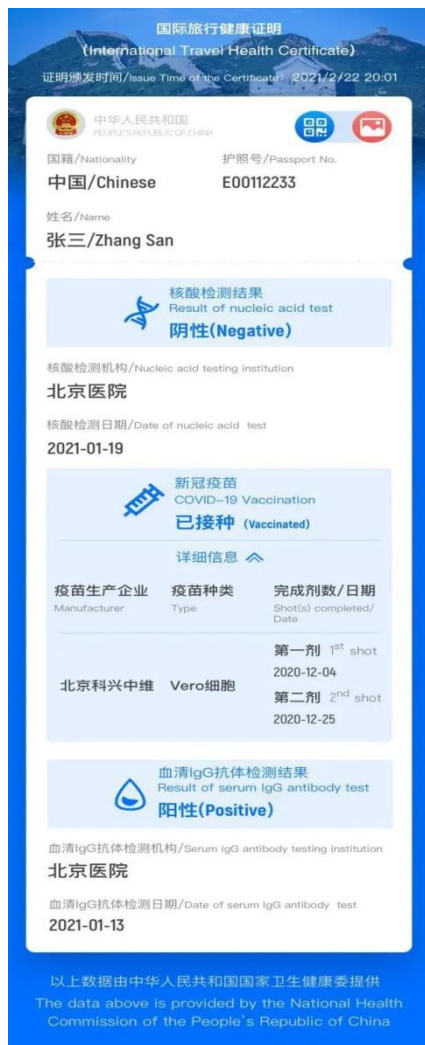 国际旅行健康证明
(International Travel Health Certificate)
证明颁发时间/Issue Time of the Certificate：2021/2/22 20:01
中华人民共和国
PEOPLE'S REPUBLIC OF CHINA
国籍/Nationality 护照号/Passport No.
中国/Chinese E00112233
姓名/Name
张三/Zhang San
核酸检测结果
Result of nucleic acid test
阴性(Negative)
核酸检测机构/Nucleic acid testing institution
北京医院
核酸检测日期/Date of nucleic acid test
2021-01-19
新冠疫苗
COVID-19 Vaccination
已接种 (Vaccinated)
详细信息
疫苗生产企业 疫苗种类 完成剂数/日期
Manufacturer Type Shot(s) completed/
Date
第一剂 1st shot
2020-12-04
北京科兴中维 Vero细胞
第二剂 2nd shot
2020-12-25
血清IgG抗体检测结果
Result of serum IgG antibody test
阳性(Positive)
血清IgG抗体检测机构/Serum IgG antibody testing institution
北京医院
血清IgG抗体检测日期/Date of serum IgG antibody test
2021-01-13
以上数据由中华人民共和国国家卫生健康委提供
The data above is provided by the National Health
Commission of the People's Republic of China